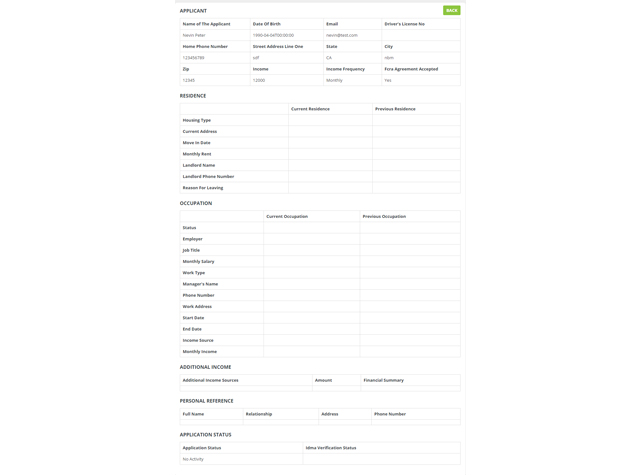 APPLICANT
BACK
Name of The Applicant Date Of Birth Email Driver's License No
Nevin Peter 1990-04-04T00:00:00 nevin@test.com
Home Phone Number Street Address Line One State City
123456789 sdf CA
Zip Income Income Frequency Fcra Agreement Accepted
12345 12000 Monthly Yes
RESIDENCE
Current Residence Previous Residence
Housing Type
Current Address
Move In Date
Monthly Rent
Landlord Name
Landlord Phone Number
Reason For Leaving
OCCUPATION
Current Occupation Previous Occupation
Status
Employer
Job Title
Monthly Salary
Work Type
Manager's Name
Phone Number
Work Address
Start Date
End Date
Income Source
Monthly Income
ADDITIONAL INCOME
Additional Income Sources Amount Financial Summary
PERSONAL REFERENCE
Full Name Relationship Address Phone Number
APPLICATION STATUS
Application Status Idma Verification Status
No Activity